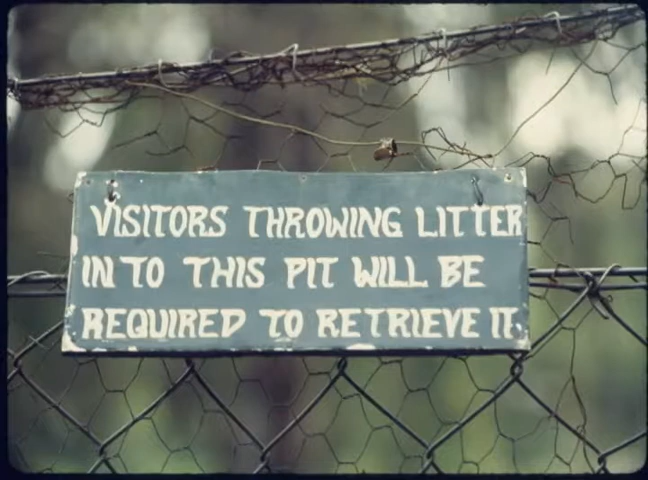 VISITORS THROWING LITTER
IN TO THIS PIT WILL BE
REQUIRED TO RETRIEVE IT.